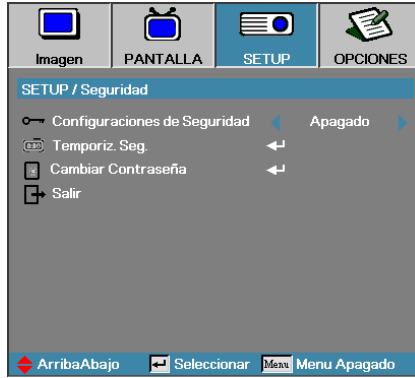 Imagen PANTALLA SETUP OPCIONES
SETUP / Seguridad
Configuraciones de Seguridad Apagado
Temporiz. Seg.
Cambiar Contraseña
Salir
ArribaAbajo Seleccionar Menu Menu Apagado